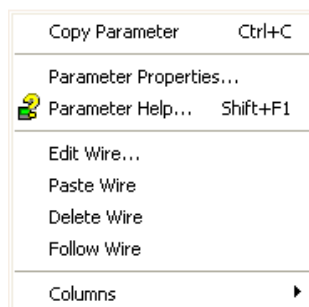 Copy Parameter Ctrl+C
Parameter Properties...
Parameter Help... Shift+F1
Edit Wire...
Paste Wire
Delete Wire
Follow Wire
Columns